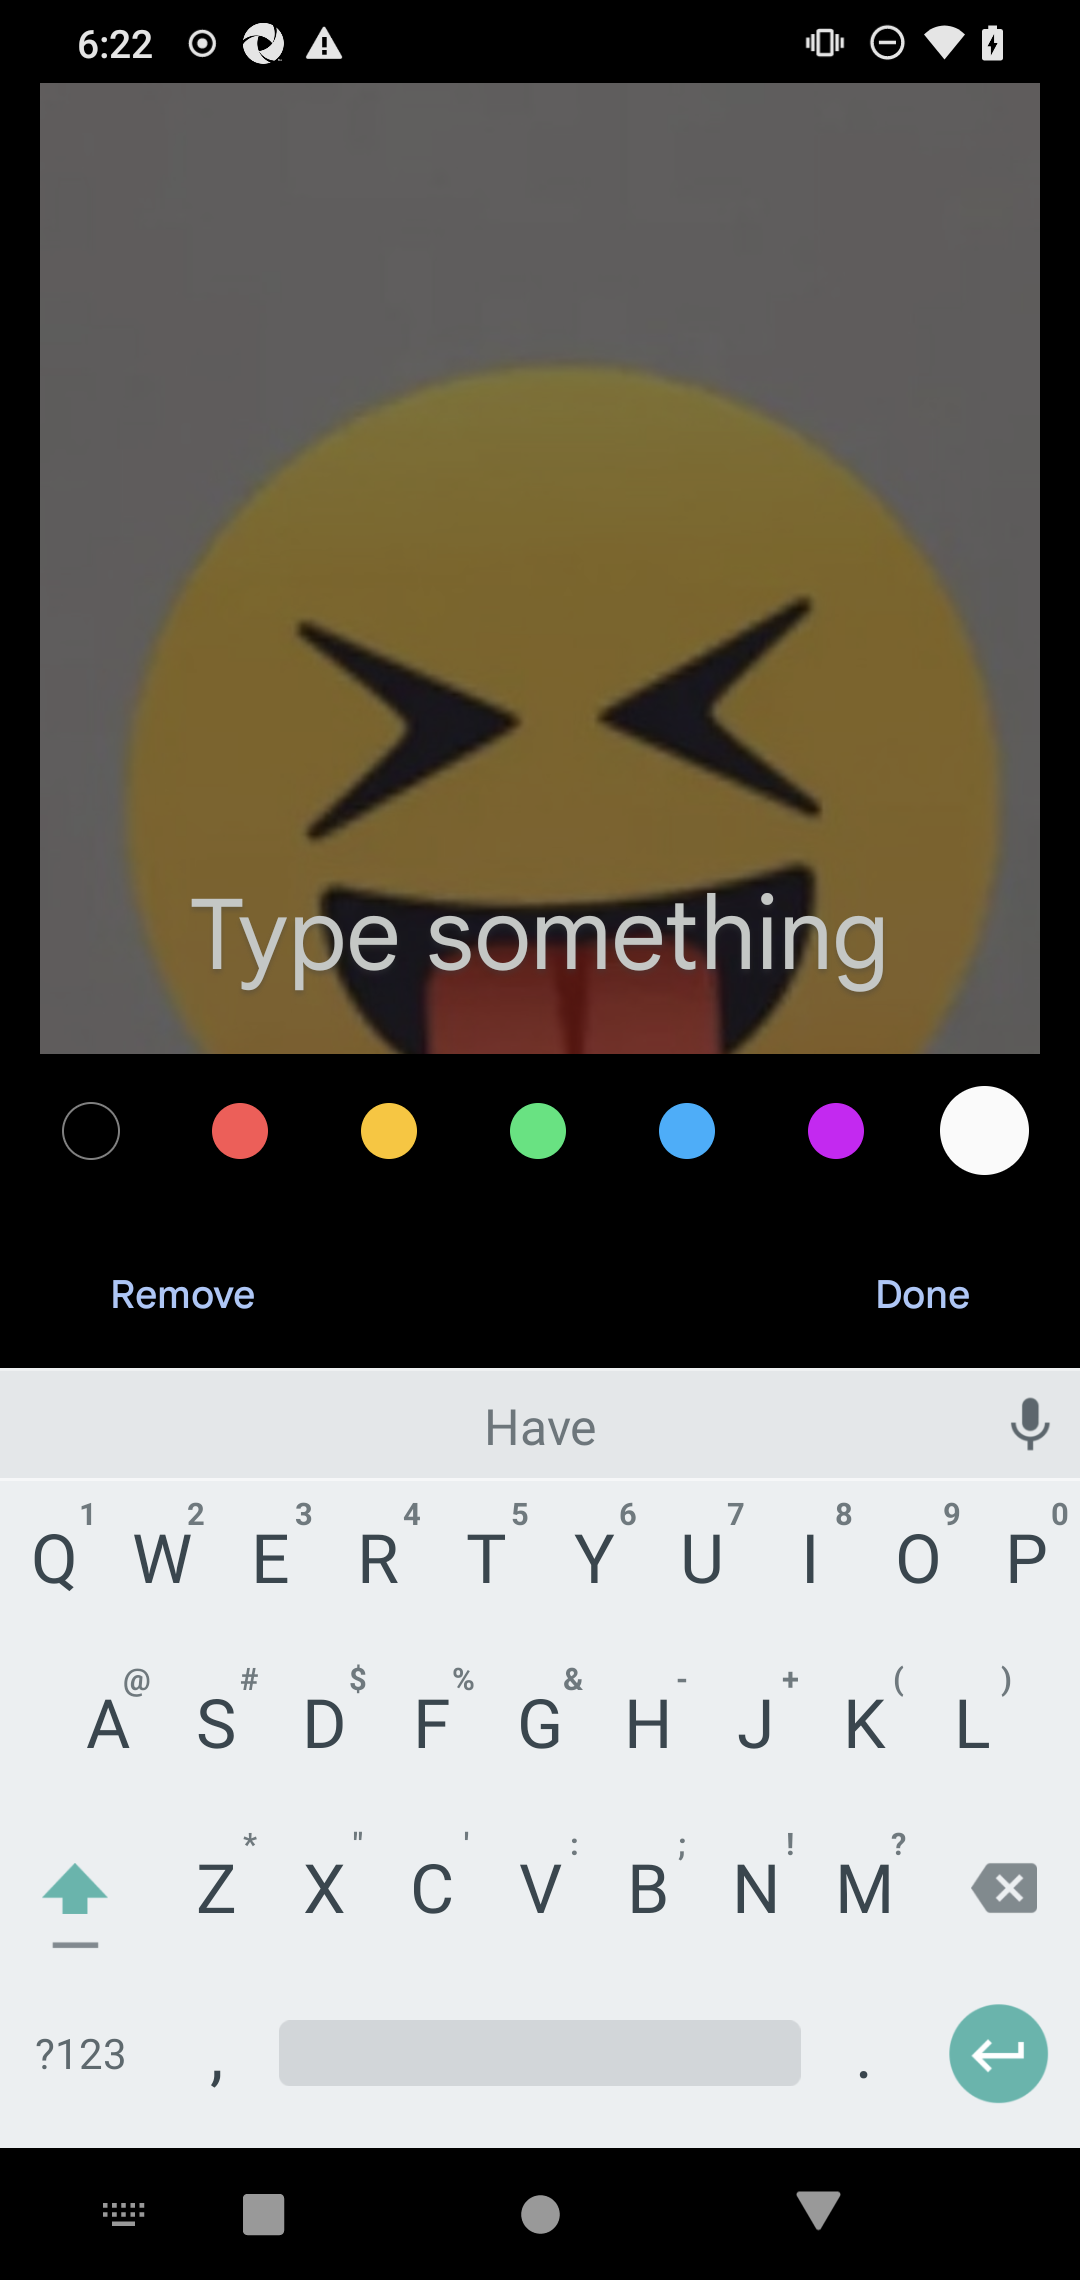 6:22
Type something
Remove Done
Have
1 2 3 4 5 6 7 8 9 0
Q W E R T Y U I O P
@ # $ % & - + ( )
A S D F G H J K L
* " ' : ; ! ?
Z X C V B N M
?123 , .